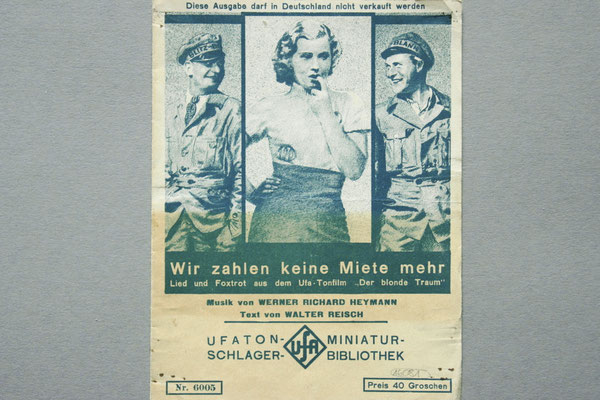 Diese Ausgabe darf in Deutschland nicht verkauft werden
BLITZ
BLANK
Wir zahlen keine Miete mehr
Lied und Foxtrot aus dem Ufa-Tonfilm „Der blonde Traum"
Musik von WERNER RICHARD HEYMANN
Text von WALTER REISCH
UFATON-
SCHLAGER-
UFA
MINIATUR-
BIBLIOTHEK
Nr. 6005
Preis 40 Groschen